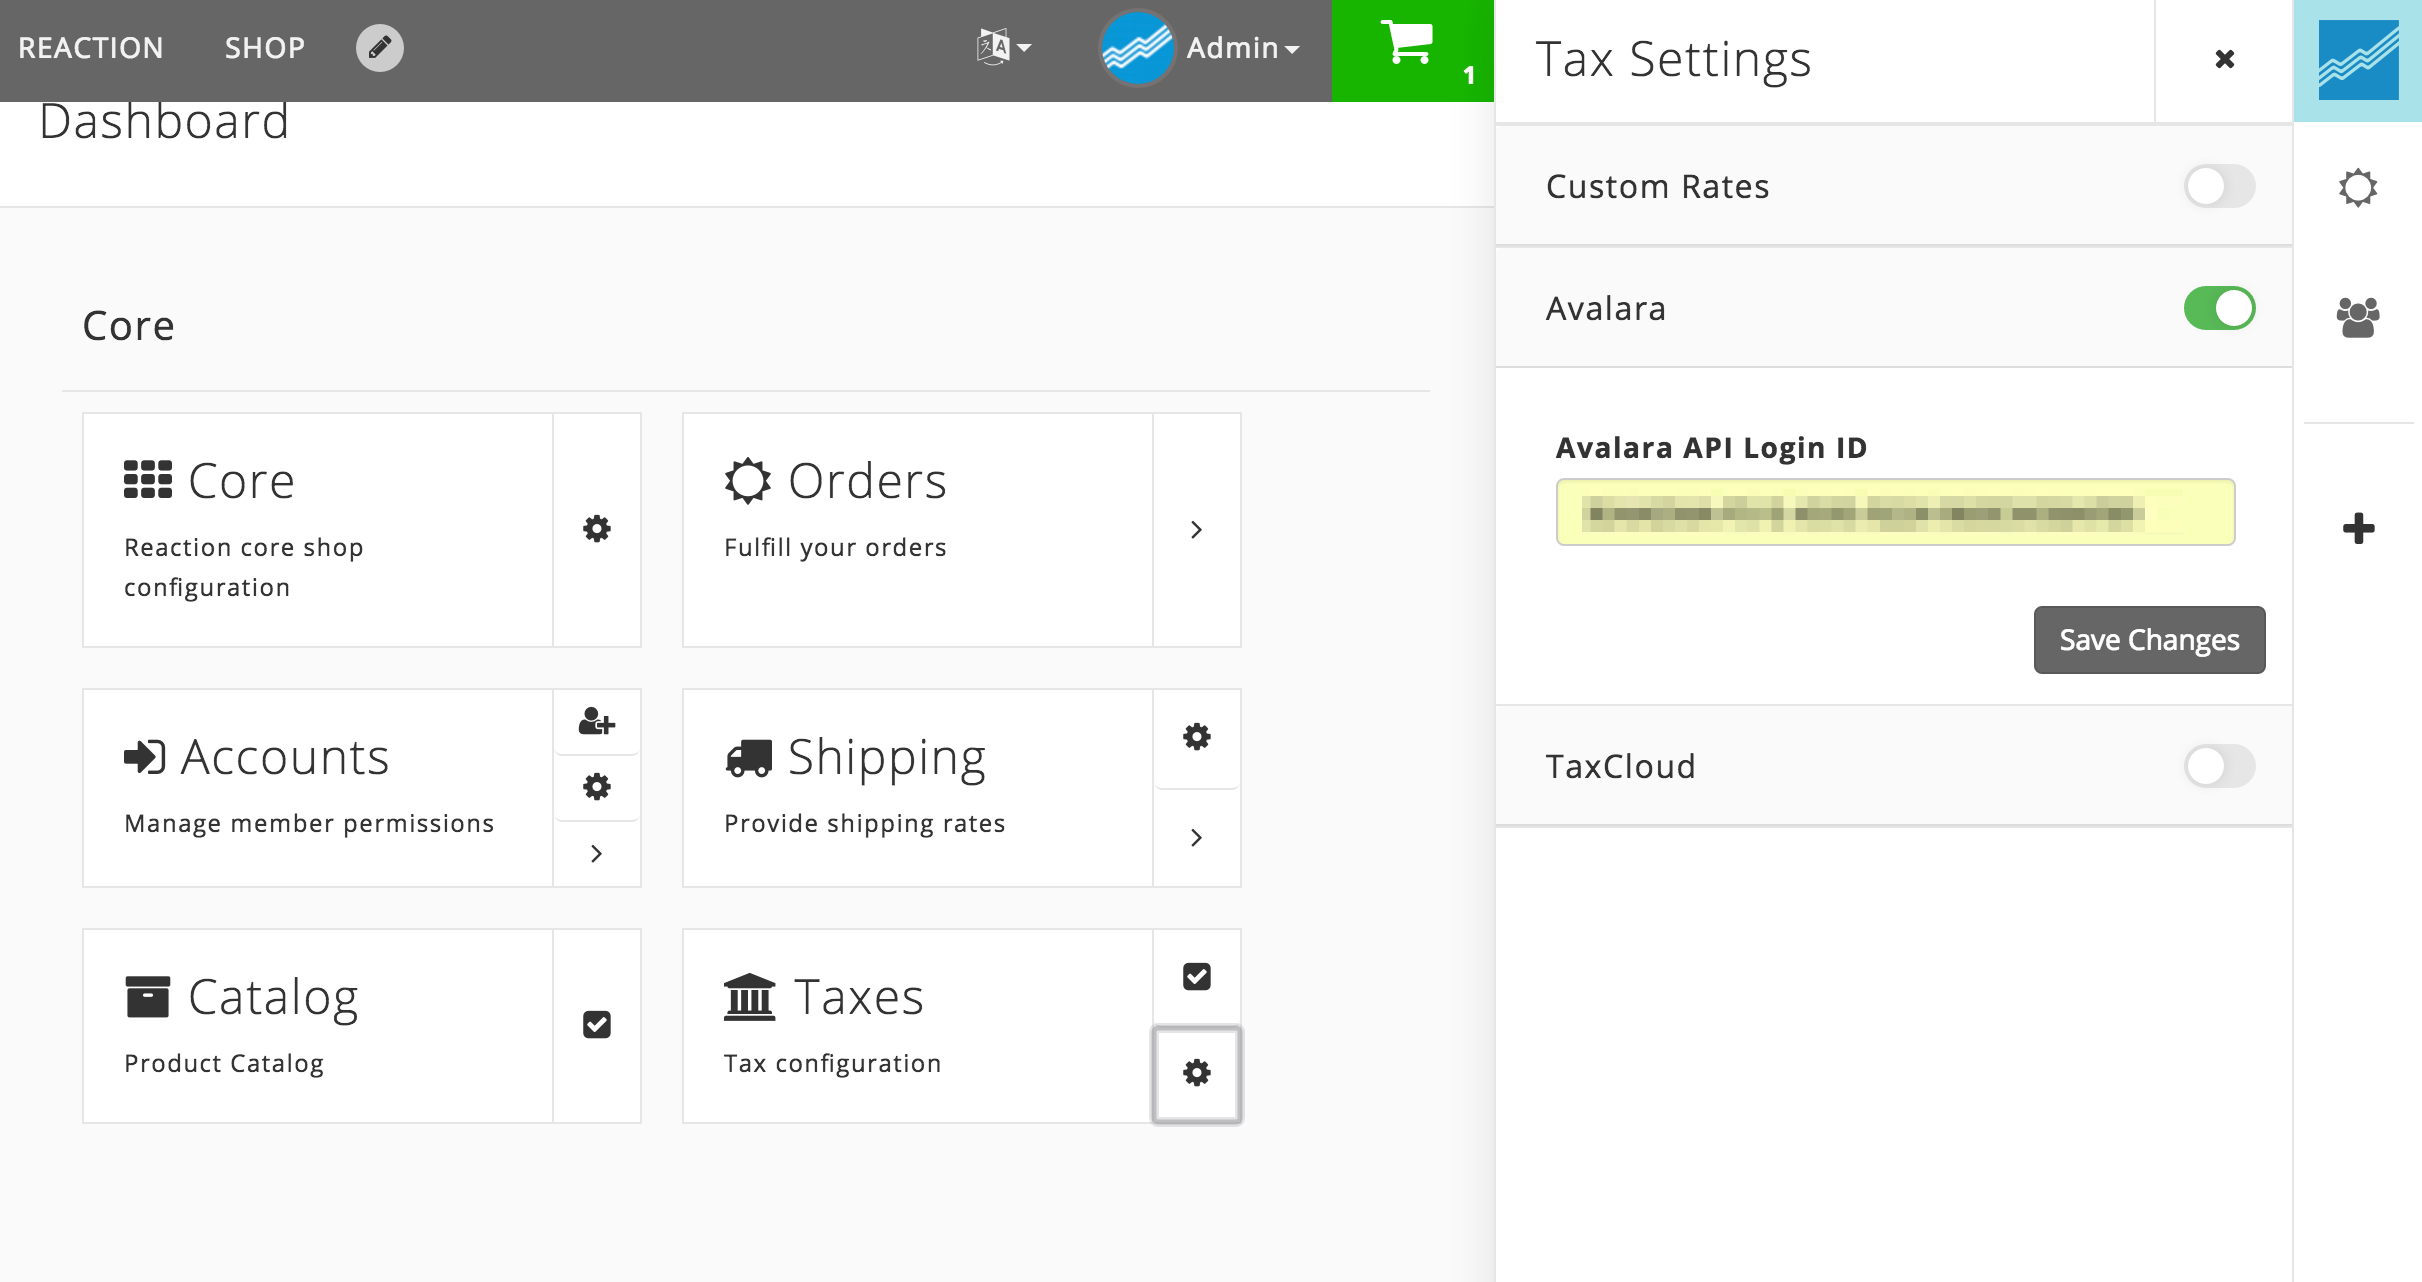 REACTION
SHOP
A
Admin
1
Dashboard
Core
Core
Reaction core shop
configuration
Orders
Fulfill your orders
Accounts
Manage member permissions
Shipping
Provide shipping rates
Catalog
Product Catalog
Taxes
Tax configuration
Tax Settings
Custom Rates
Avalara
Avalara API Login ID
Save Changes
TaxCloud